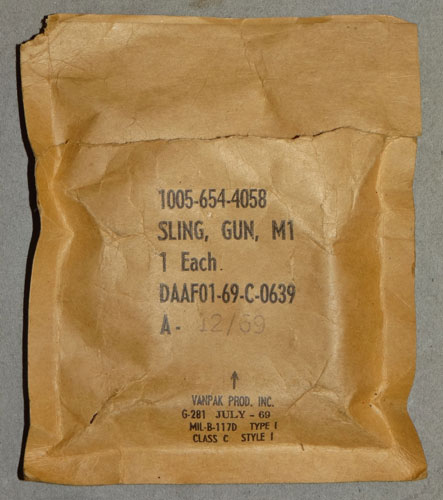 1005-654-4058
SLING, GUN, M1
1 Each.
DAAF01-69-C-0639
A- 12/69
VANPAK PROD, INC.
G-281 JULY-69
MIL-B-117D TYPE I
CLASS C STYLE I